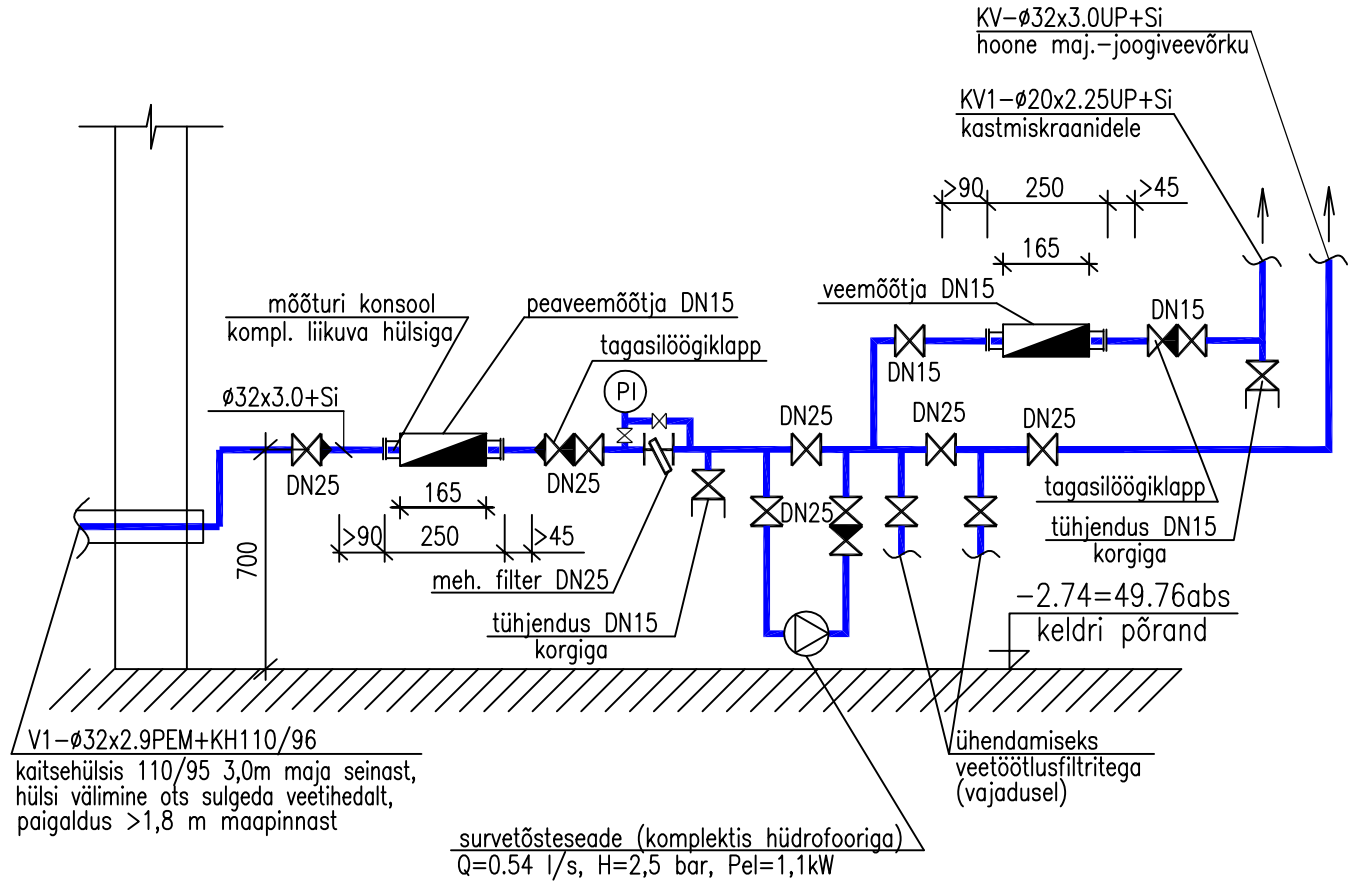 KV-ø32x3.0UP+Si
hoone maj.-joogiveevõrku
KV1-ø20x2.25UP+Si
kastmiskraanidele
>90
250
>45
165
veemõõtja DN15
DN15
DN15
mõõturi konsool
kompl. liikuva hülsiga
peaveemõõtja DN15
tagasilöögiklapp
PI
ø32x3.0+Si
DN25
DN25
DN25
DN25
DN25
DN25
165
>90
250
>45
700
meh. filter DN25
tühjendus DN15
korgiga
tagasilöögiklapp
tühjendus DN15
korgiga
-2.74=49.76abs
keldri põrand
V1-ø32x2.9PEM+KH110/96
kaitsehülsis 110/95 3,0m maja seinast,
hülsi välimine ots sulgeda veetihedalt,
paigaldus >1,8 m maapinnast
ühendamiseks
veetöötlusfiltritega
(vajadusel)
survetõsteseade (komplektis hüdrofooriga)
Q=0.54 l/s, H=2,5 bar, Pel=1,1kW